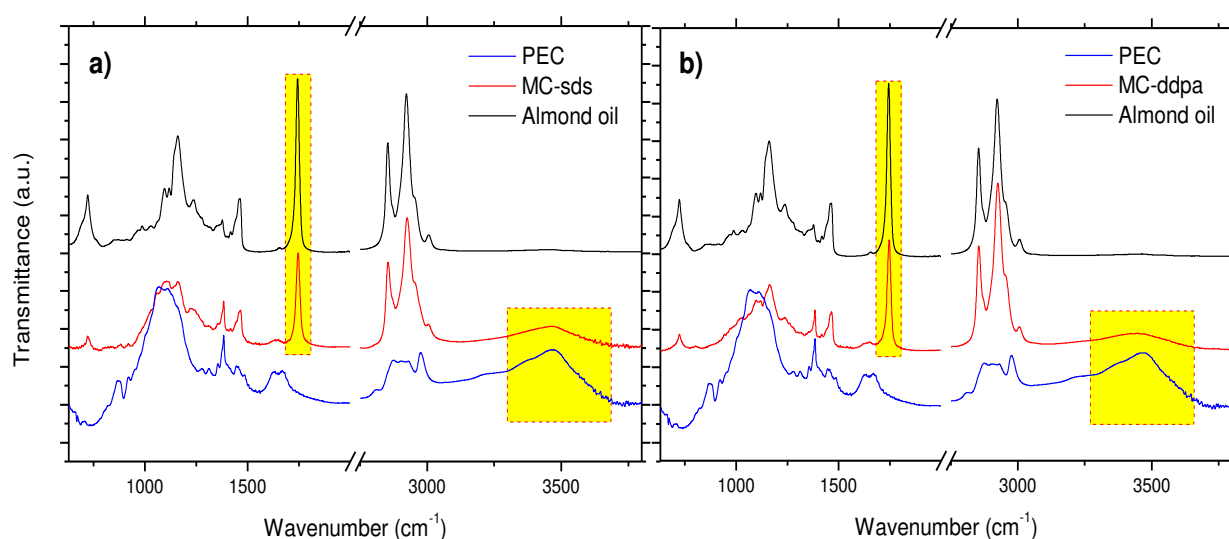 Transmittance (a.u.)
a)
PEC
MC-sds
Almond oil
1000 1500 3000 3500
Wavenumber (cm⁻¹)
b)
PEC
MC-ddpa
Almond oil
1000 1500 3000 3500
Wavenumber (cm⁻¹)